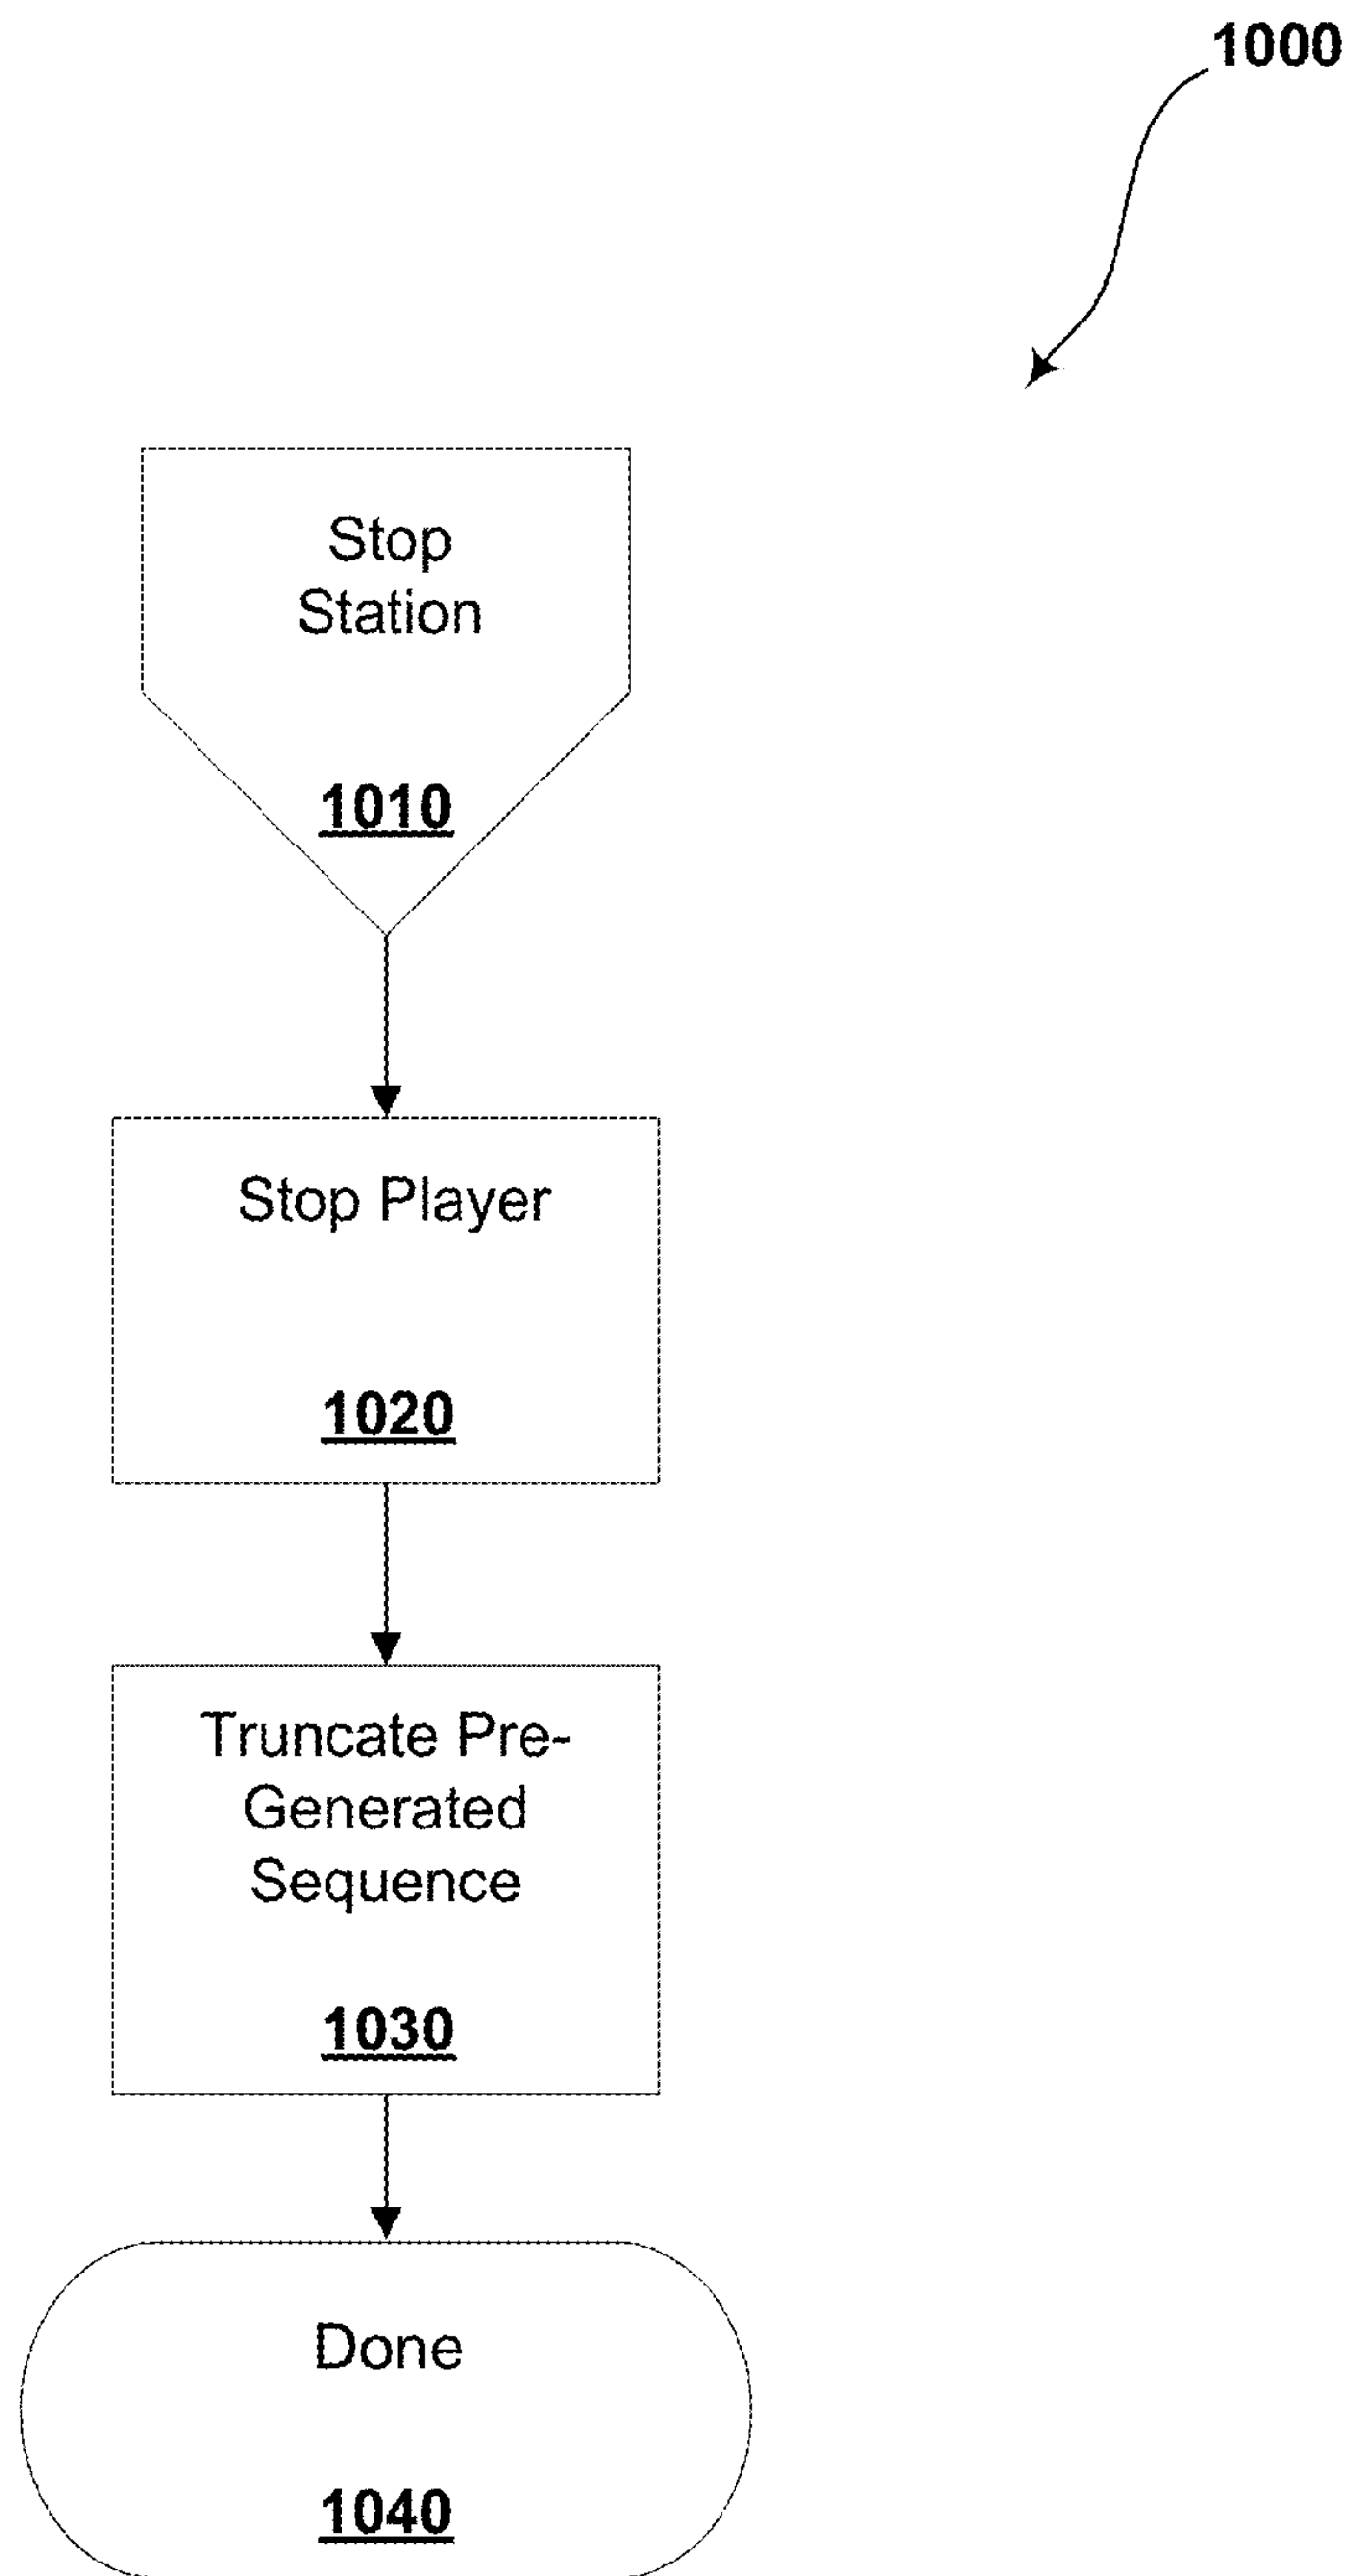 1000
Stop
Station
1010
Stop Player
1020
Truncate Pre-
Generated
Sequence
1030
Done
1040